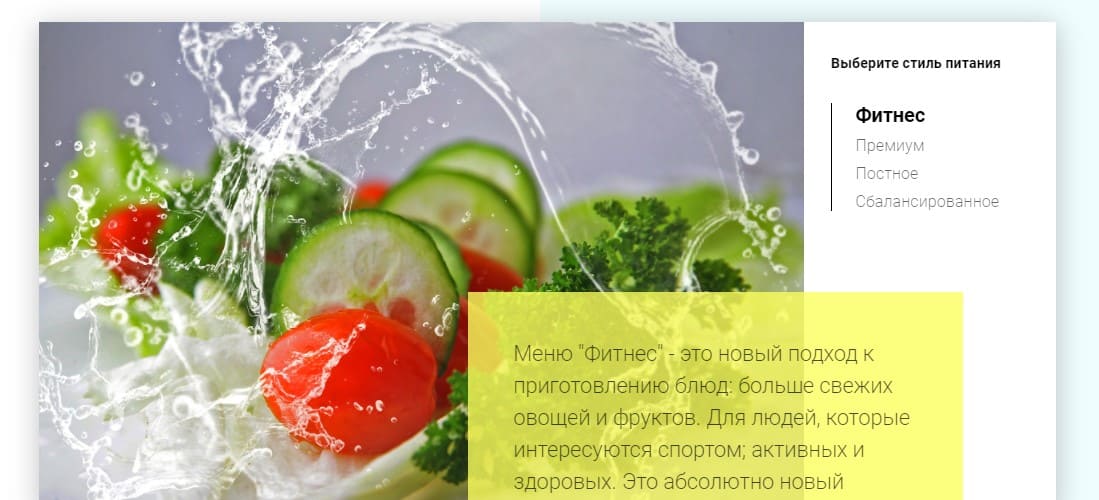 Выберите стиль питания
Фитнес
Премиум
Постное
Сбалансированное
Меню "Фитнес" - это новый подход к
приготовлению блюд: больше свежих
овощей и фруктов. Для людей, которые
интересуются спортом; активных и
здоровых. Это абсолютно новый